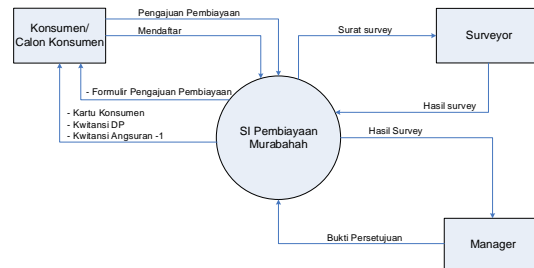 Konsumen/
Calon Konsumen
Pengajuan Pembiayaan
Mendaftar
Surat survey
Surveyor
- Formulir Pengajuan Pembiayaan
- Kartu Konsumen
- Kwitansi DP
- Kwitansi Angsuran -1
SI Pembiayaan
Murabahah
Hasil survey
Hasil Survey
Bukti Persetujuan
Manager